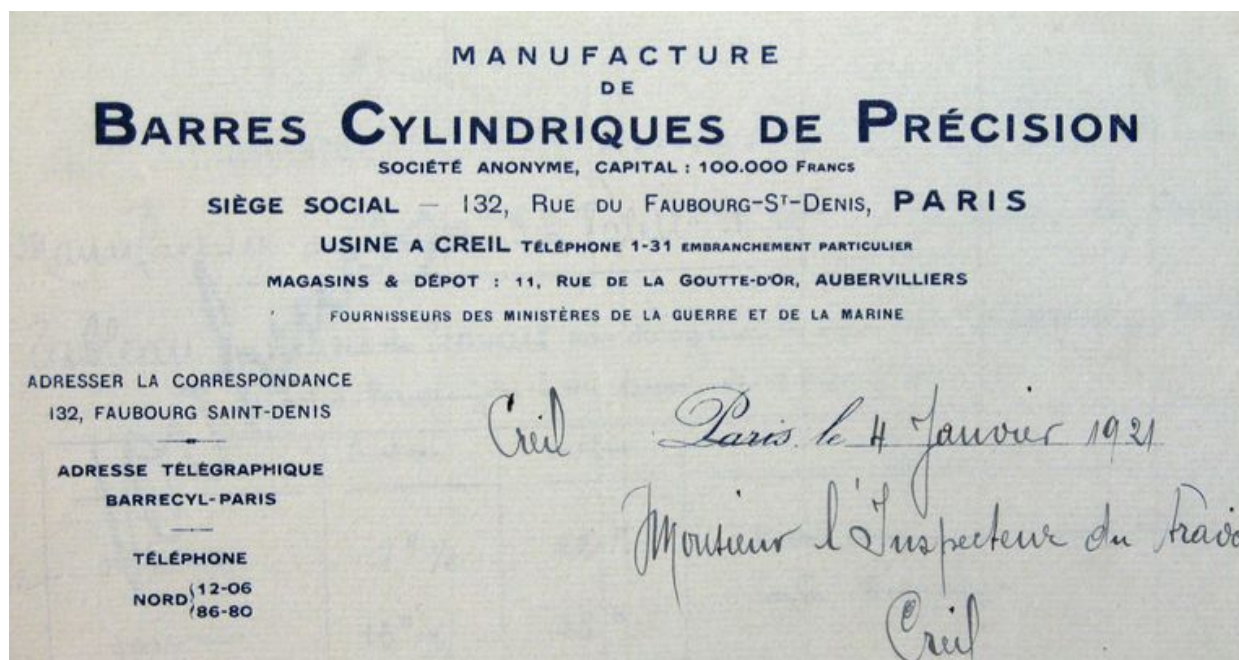 MANUFACTURE
DE
BARRES CYLINDRIQUES DE PRÉCISION
SOCIÉTÉ ANONYME, CAPITAL : 100.000 FRANCS
SIÈGE SOCIAL – 132, RUE DU FAUBOURG-ST-DENIS, PARIS
USINE A CREIL TÉLÉPHONE 1-31 EMBRANCHEMENT PARTICULIER
MAGASINS & DÉPOT : 11, RUE DE LA GOUTTE-D'OR, AUBERVILLIERS
FOURNISSEURS DES MINISTÈRES DE LA GUERRE ET DE LA MARINE
ADRESSER LA CORRESPONDANCE
132, FAUBOURG SAINT-DENIS
ADRESSE TÉLÉGRAPHIQUE
BARRECYL-PARIS
TÉLÉPHONE
NORD 12-06
86-80
Creil Paris, le 4 Janvier 1921
Monsieur l'Inspecteur du Trava
Creil